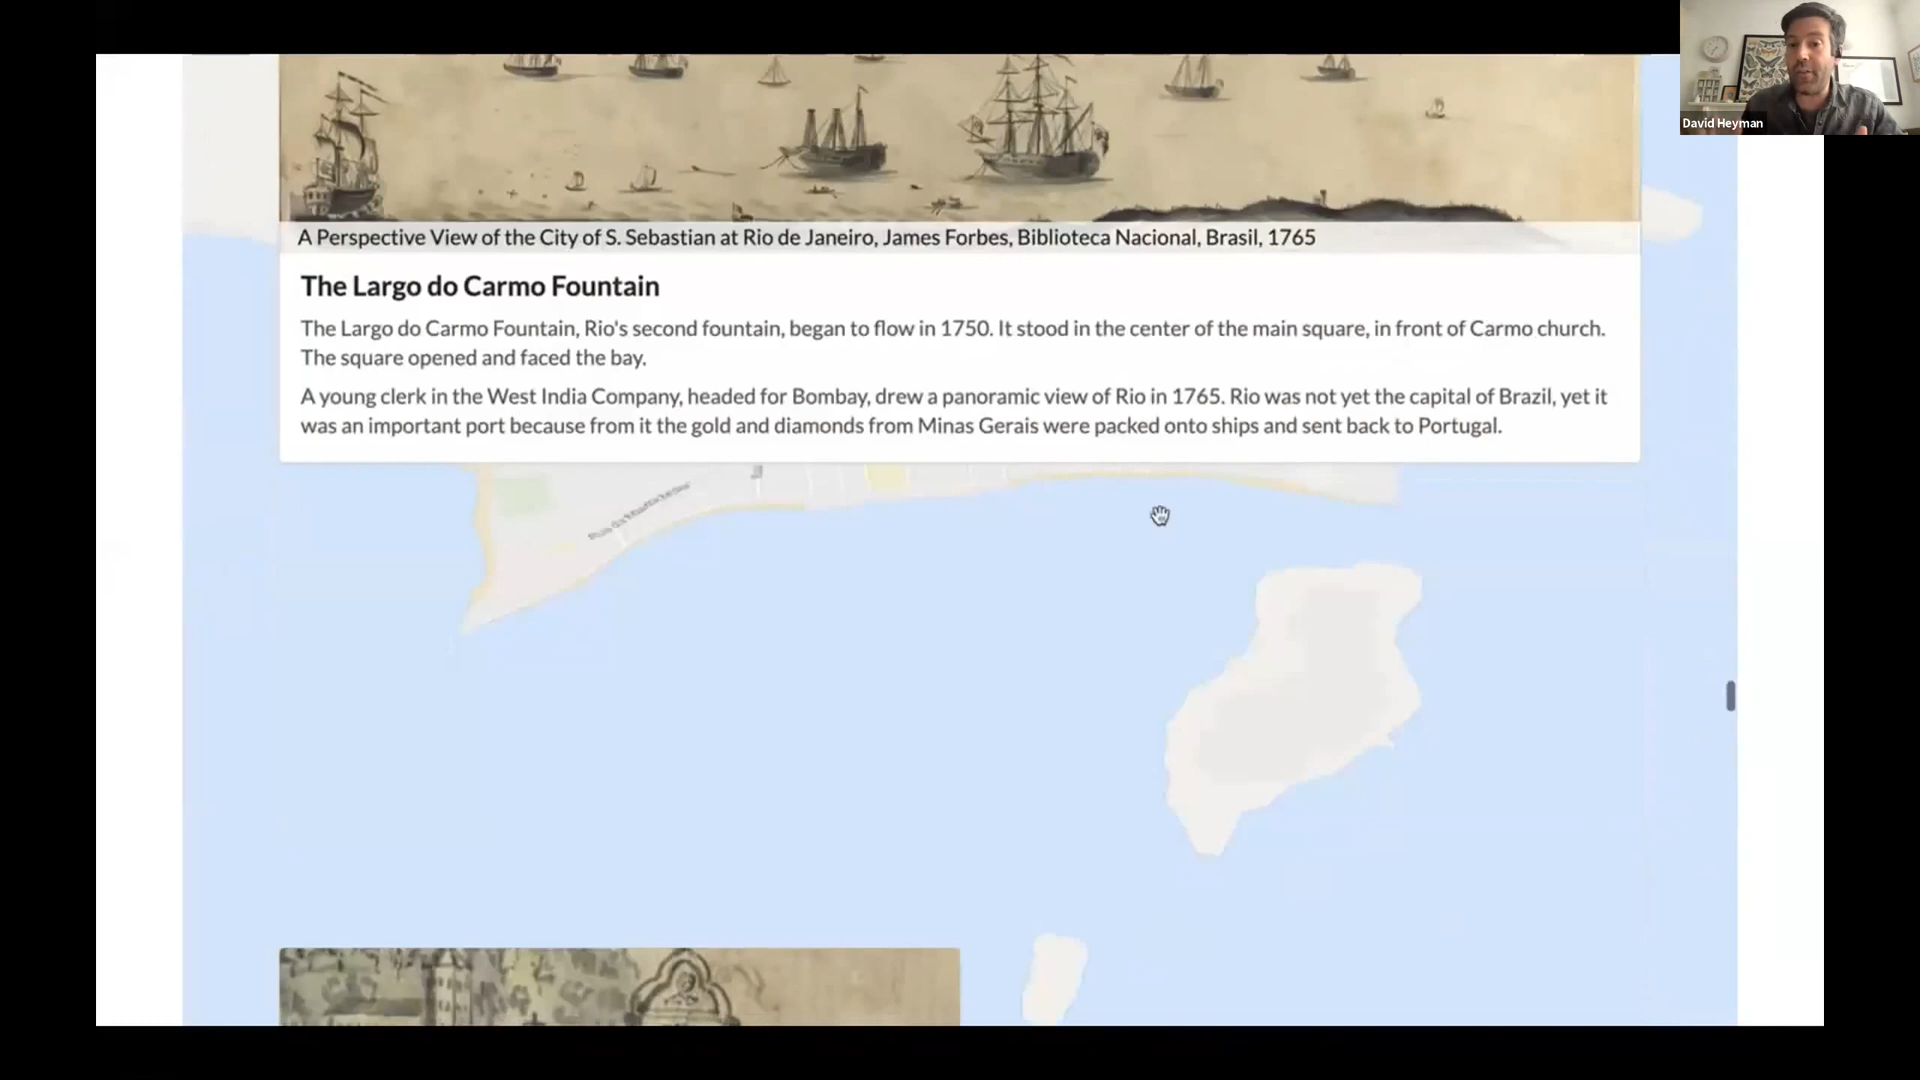 David Heyman
A Perspective View of the City of S. Sebastian at Rio de Janeiro, James Forbes, Biblioteca Nacional, Brasil, 1765
The Largo do Carmo Fountain
The Largo do Carmo Fountain, Rio's second fountain, began to flow in 1750. It stood in the center of the main square, in front of Carmo church.
The square opened and faced the bay.
A young clerk in the West India Company, headed for Bombay, drew a panoramic view of Rio in 1765. Rio was not yet the capital of Brazil, yet it
was an important port because from it the gold and diamonds from Minas Gerais were packed onto ships and sent back to Portugal.